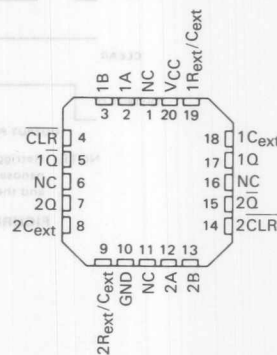 1B
1A
NC
VCC
1Rext/Cext
3 2 1 20 19
C̅L̅R̅ 4
1Q̅ 5
NC 6
2Q 7
2Cext 8
18 1Cext
17 1Q
16 NC
15 2Q̅
14 2C̅L̅R̅
9 10 11 12 13
2Rext/Cext
GND
NC
2A
2B